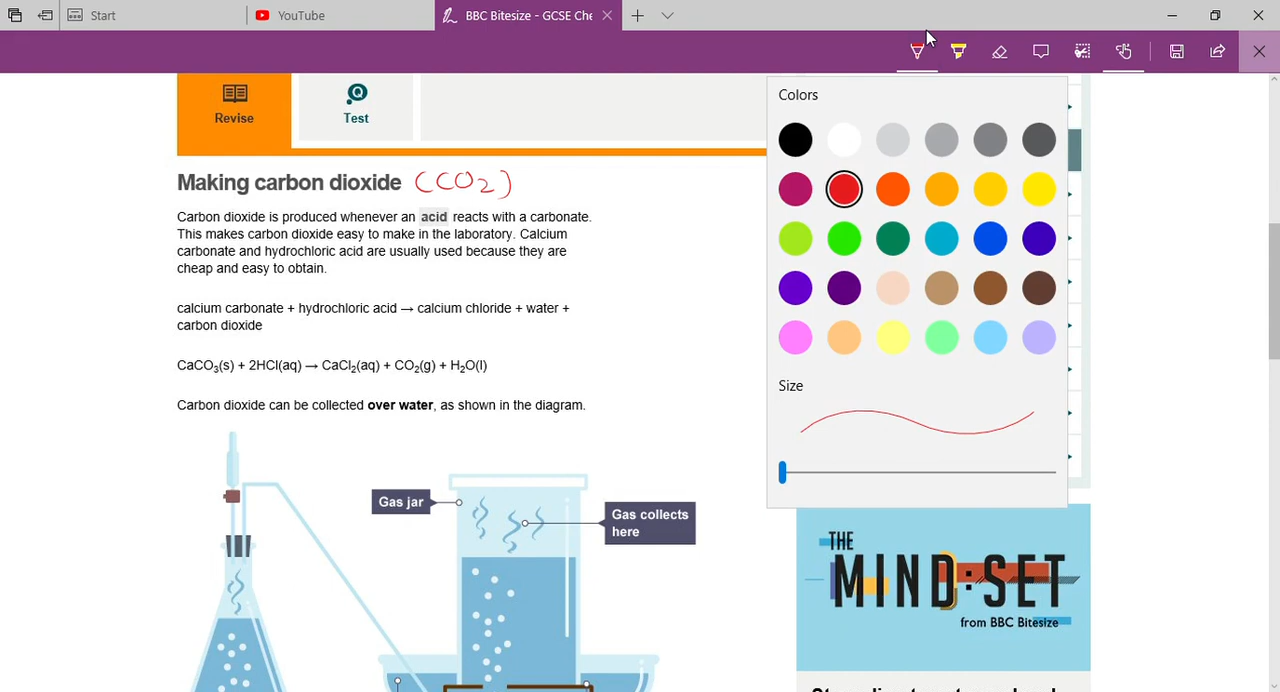 Start
YouTube
BBC Bitesize - GCSE Che
Revise
Test
Colors
Making carbon dioxide (CO2)
Carbon dioxide is produced whenever an acid reacts with a carbonate.
This makes carbon dioxide easy to make in the laboratory. Calcium
carbonate and hydrochloric acid are usually used because they are
cheap and easy to obtain.
calcium carbonate + hydrochloric acid → calcium chloride + water +
carbon dioxide
CaCO₃(s) + 2HCl(aq) → CaCl₂(aq) + CO₂(g) + H₂O(l)
Size
Carbon dioxide can be collected over water, as shown in the diagram.
Gas jar
Gas collects
here
THE
MIND:SET
from BBC Bitesize